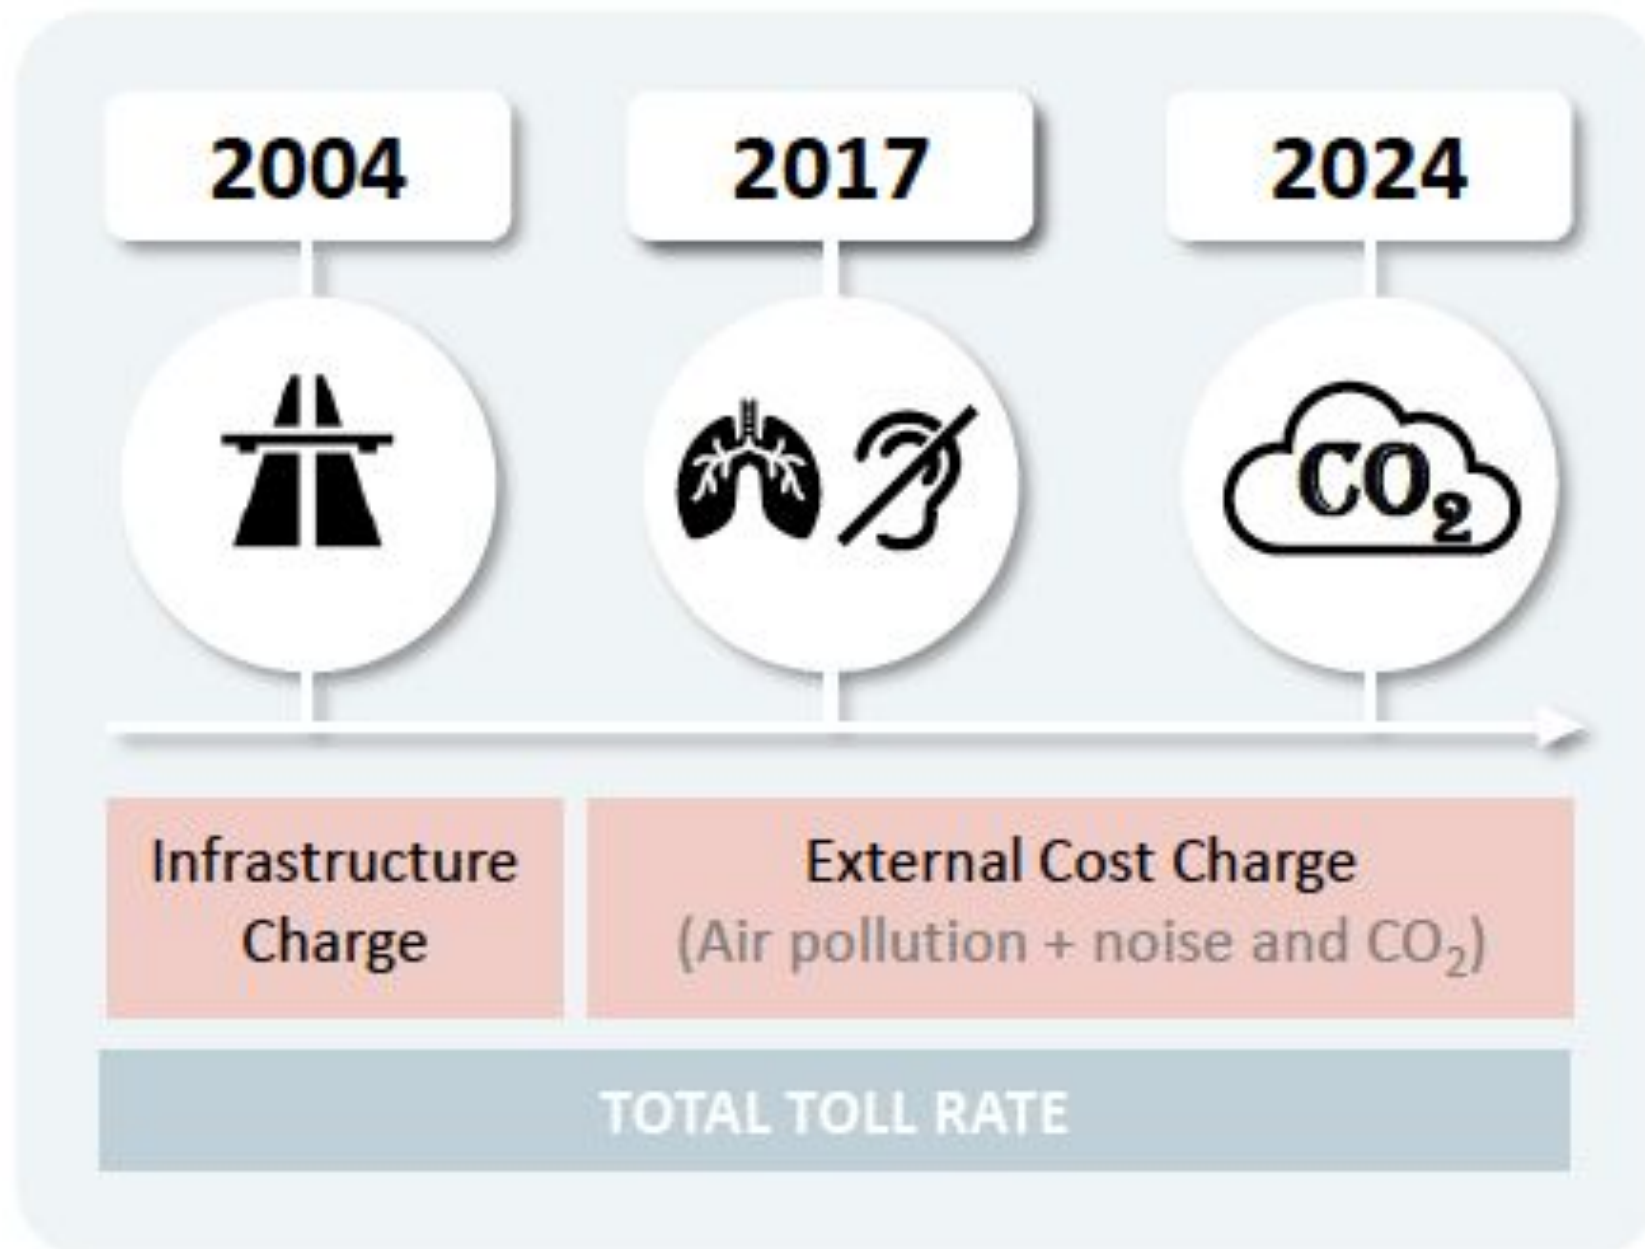 2004
2017
2024
CO₂
Infrastructure
Charge
External Cost Charge
(Air pollution + noise and CO₂)
TOTAL TOLL RATE